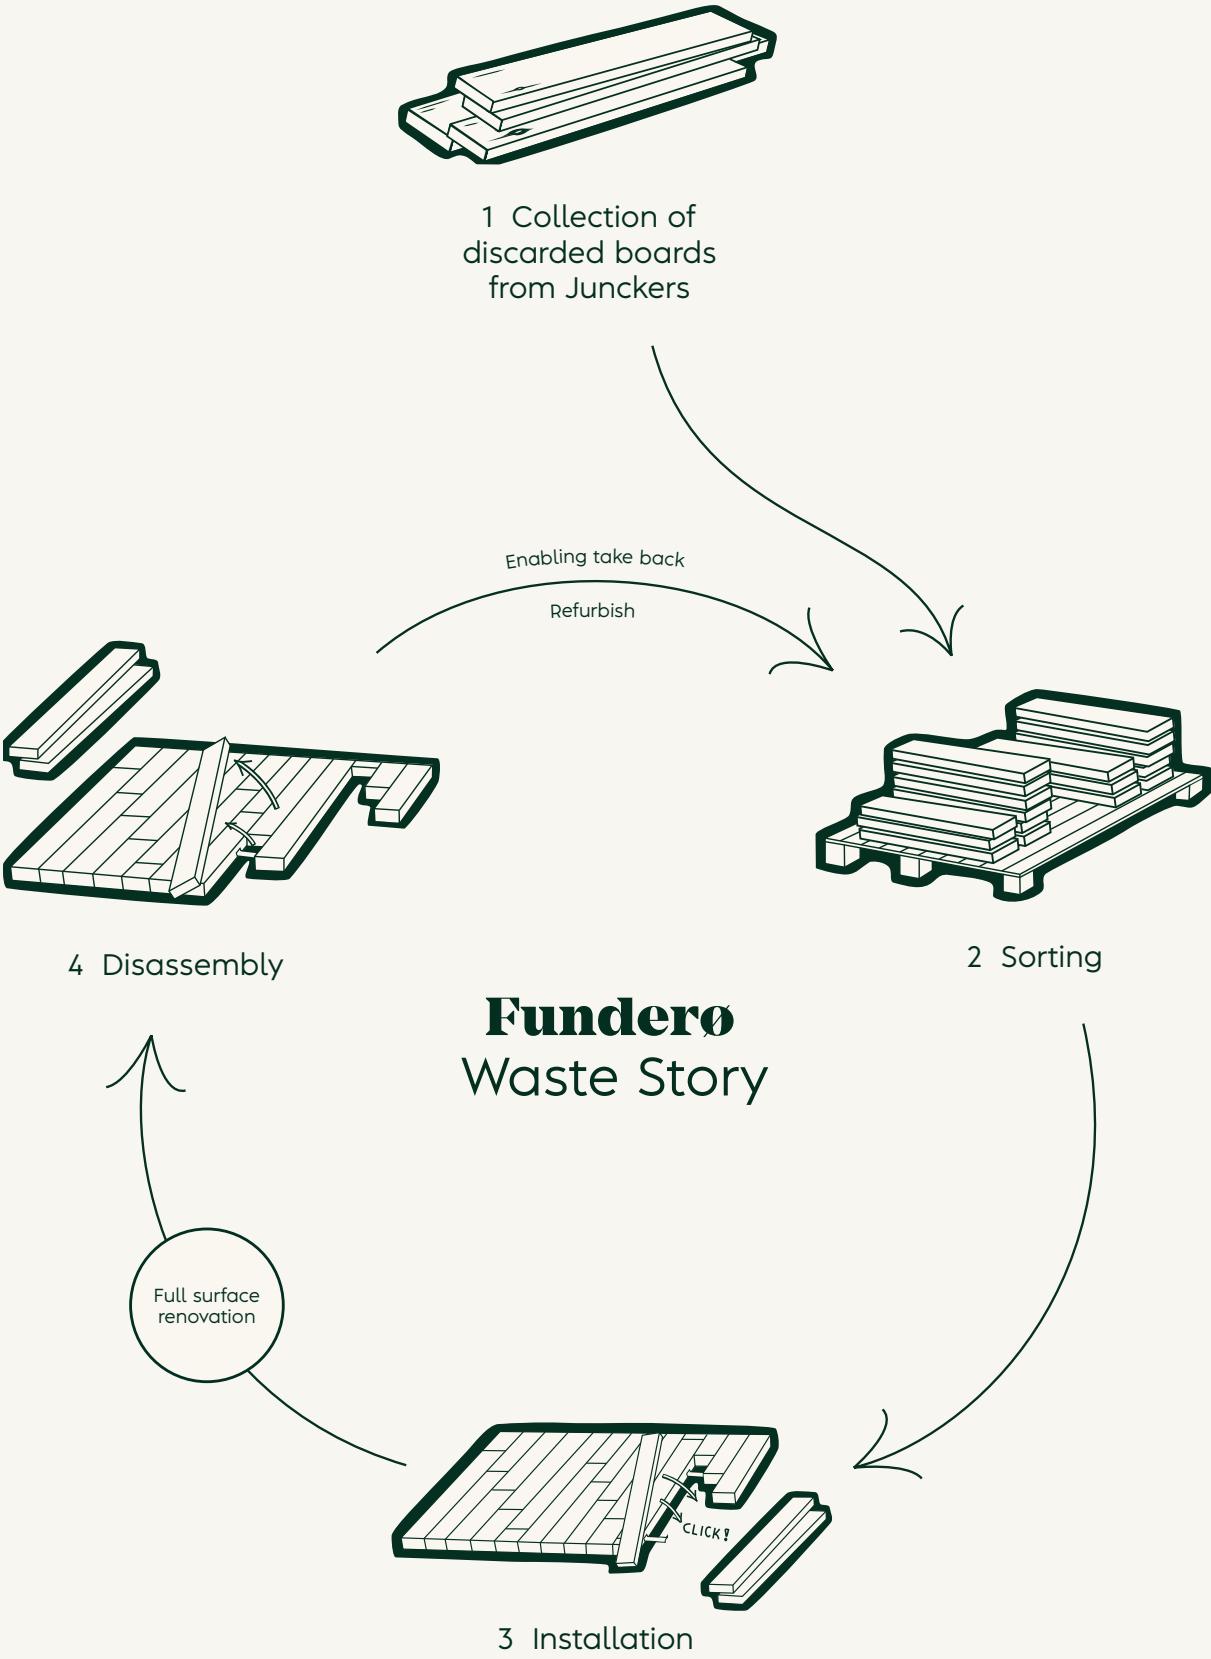 1 Collection of
discarded boards
from Junckers
Enabling take back
Refurbish
4 Disassembly
2 Sorting
Funderø
Waste Story
Full surface
renovation
CLICK!
3 Installation